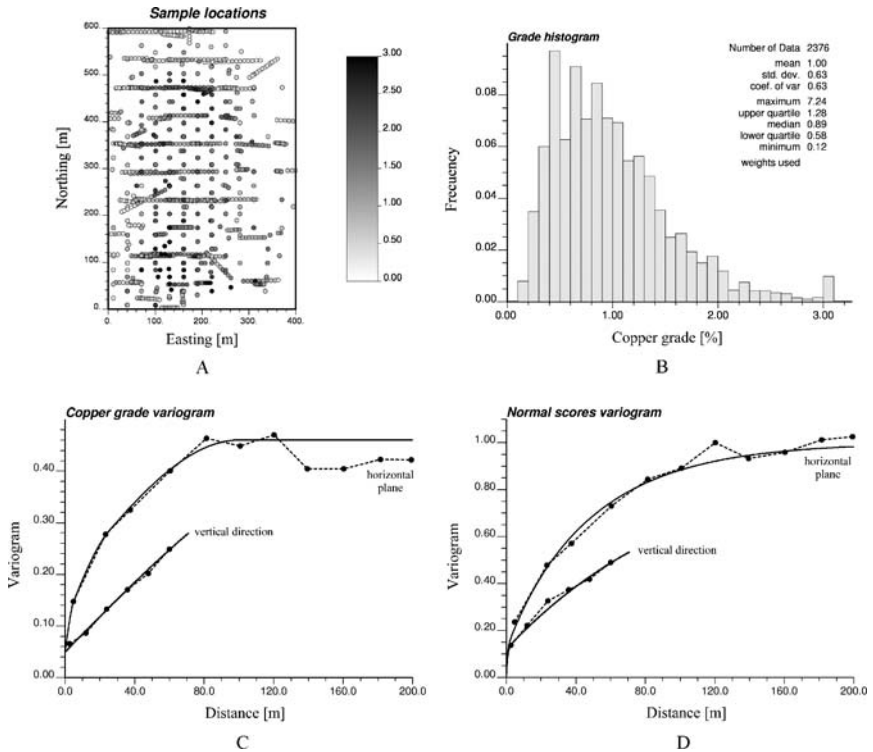 Sample locations
600
500
400
300
200
100
0
0.
100.
200.
300.
400.
Northing [m]
Easting [m]
3.00
2.50
2.00
1.50
1.00
0.50
0.00
A
Grade histogram
Number of Data 2376
mean 1.00
std. dev. 0.63
coef. of var 0.63
maximum 7.24
upper quartile 1.28
median 0.89
lower quartile 0.58
minimum 0.12
weights used
Frecuency
0.08
0.04
0.00
0.00
1.00
2.00
3.00
Copper grade [%]
B
Copper grade variogram
Variogram
0.40
0.30
0.20
0.10
0.00
horizontal
plane
vertical direction
0.0
40.0
80.0
120.0
160.0
200.0
Distance [m]
C
Normal scores variogram
Variogram
1.00
0.80
0.60
0.40
0.20
0.00
horizontal
plane
vertical direction
0.0
40.0
80.0
120.0
160.0
200.0
Distance [m]
D